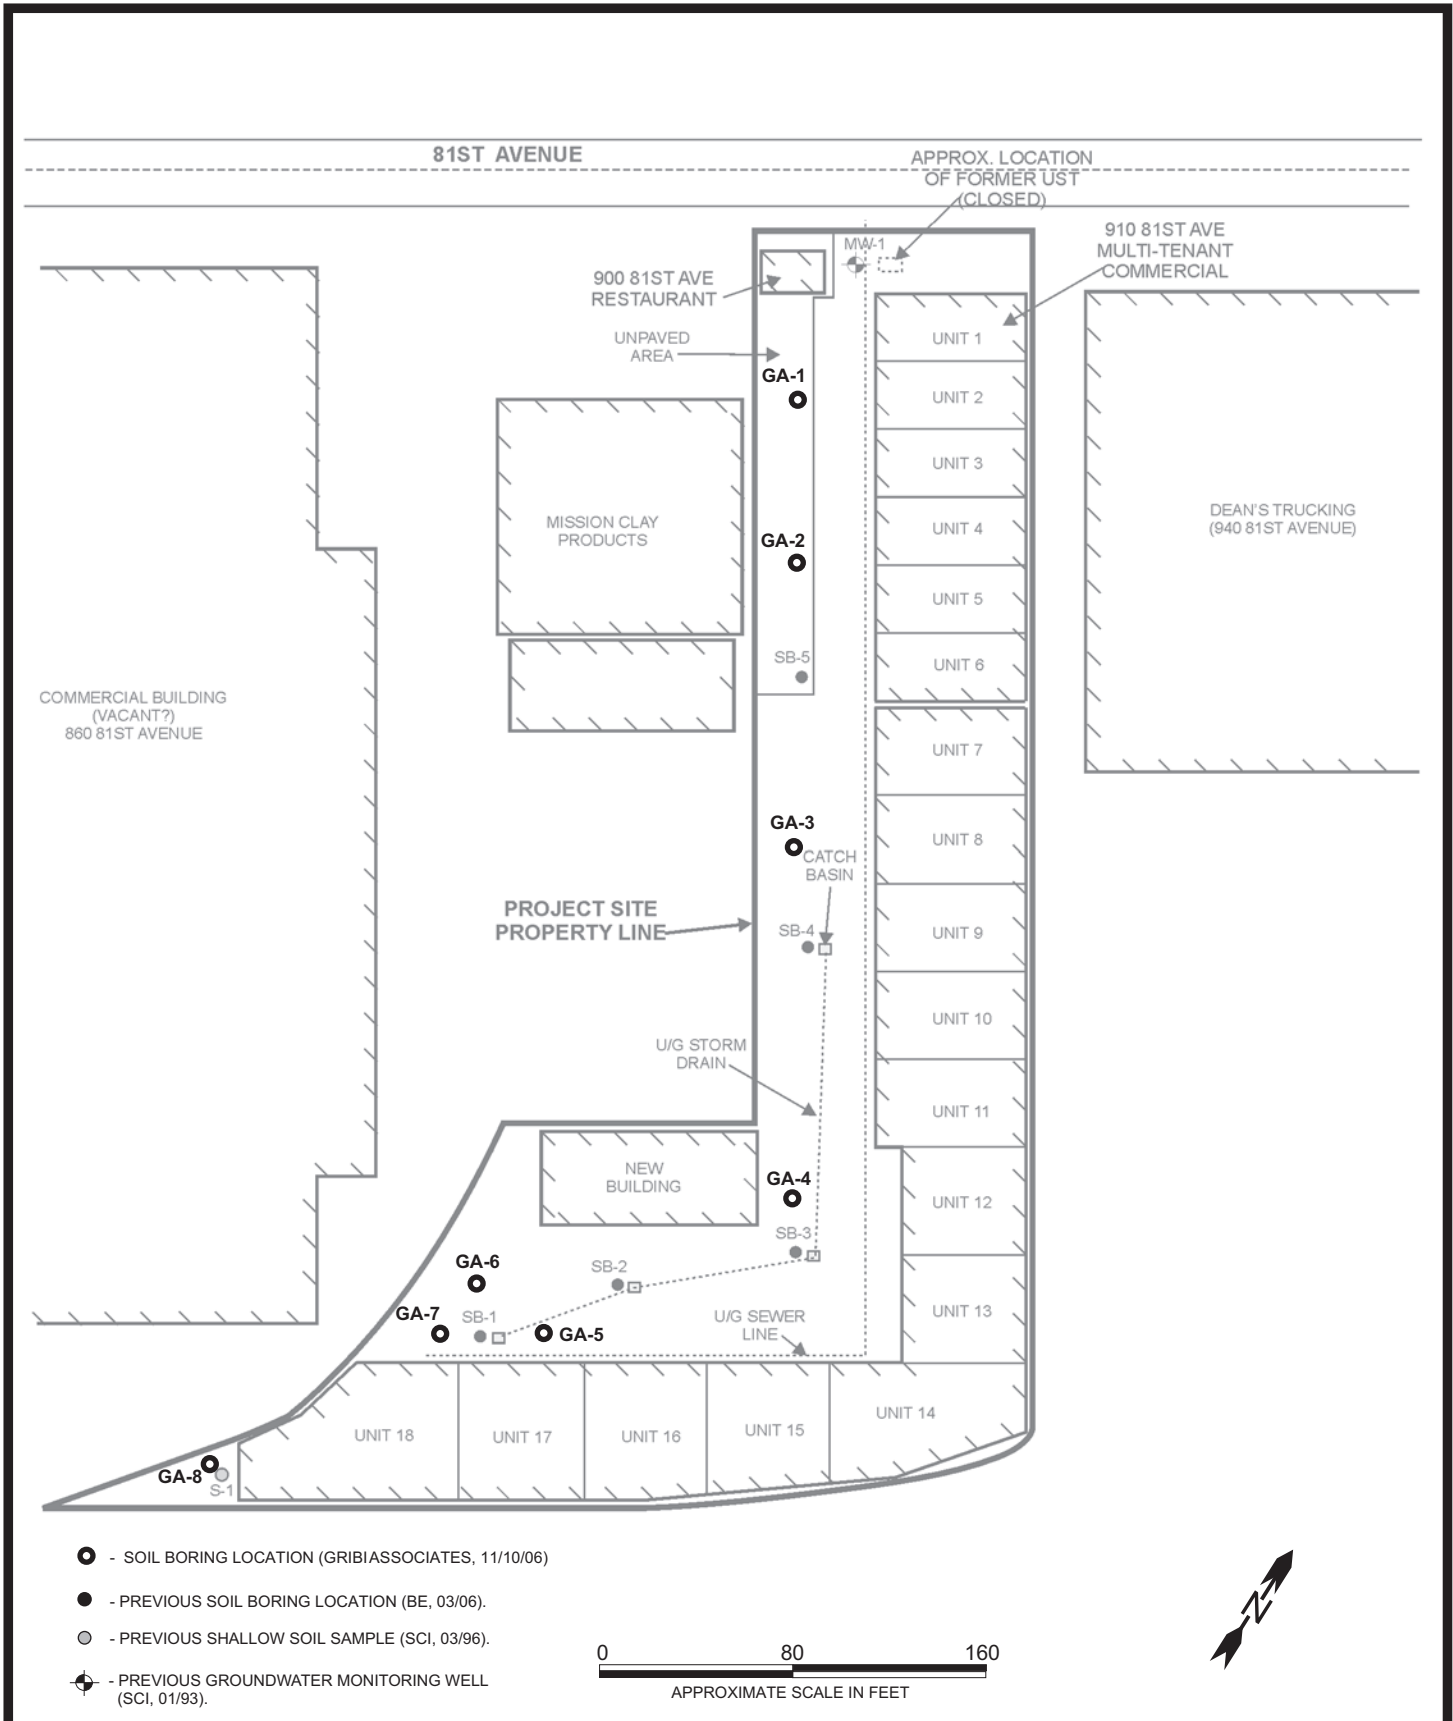 81ST AVENUE
APPROX. LOCATION
OF FORMER UST
(CLOSED)
910 81ST AVE
MULTI-TENANT
COMMERCIAL
MW-1
900 81ST AVE
RESTAURANT
UNPAVED
AREA
UNIT 1
GA-1
UNIT 2
UNIT 3
MISSION CLAY
PRODUCTS
GA-2
UNIT 4
DEAN'S TRUCKING
(940 81ST AVENUE)
UNIT 5
SB-5
UNIT 6
COMMERCIAL BUILDING
(VACANT?)
860 81ST AVENUE
UNIT 7
GA-3
UNIT 8
CATCH
BASIN
PROJECT SITE
PROPERTY LINE
SB-4
UNIT 9
UNIT 10
U/G STORM
DRAIN
UNIT 11
NEW
BUILDING
GA-4
UNIT 12
SB-3
GA-6
SB-2
GA-7
SB-1
GA-5
U/G SEWER
LINE
UNIT 13
UNIT 18
UNIT 17
UNIT 16
UNIT 15
UNIT 14
GA-8
S-1
- SOIL BORING LOCATION (GRIBI ASSOCIATES, 11/10/06)
- PREVIOUS SOIL BORING LOCATION (BE, 03/06).
- PREVIOUS SHALLOW SOIL SAMPLE (SCI, 03/96).
- PREVIOUS GROUNDWATER MONITORING WELL
(SCI, 01/93).
0 80 160
APPROXIMATE SCALE IN FEET
N